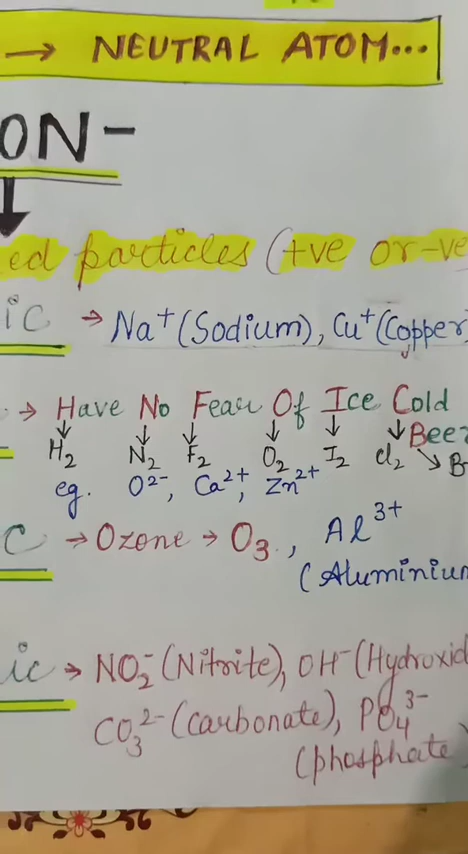 → NEUTRAL ATOM...
ON-
ed particles (+ve or -ve
ic → Na⁺ (Sodium), Cu⁺ (Copper)
→ Have No Fear Of Ice Cold
Beer
H₂ N₂ F₂ O₂ I₂ Cl₂ B
eg. O²⁻, Ca²⁺, Zn²⁺
C → Ozone → O₃, Al³⁺
(Aluminium
ic → NO₂⁻ (Nitrite), OH⁻ (Hydroxid
CO₃²⁻ (Carbonate), PO₄³⁻
(phosphate)